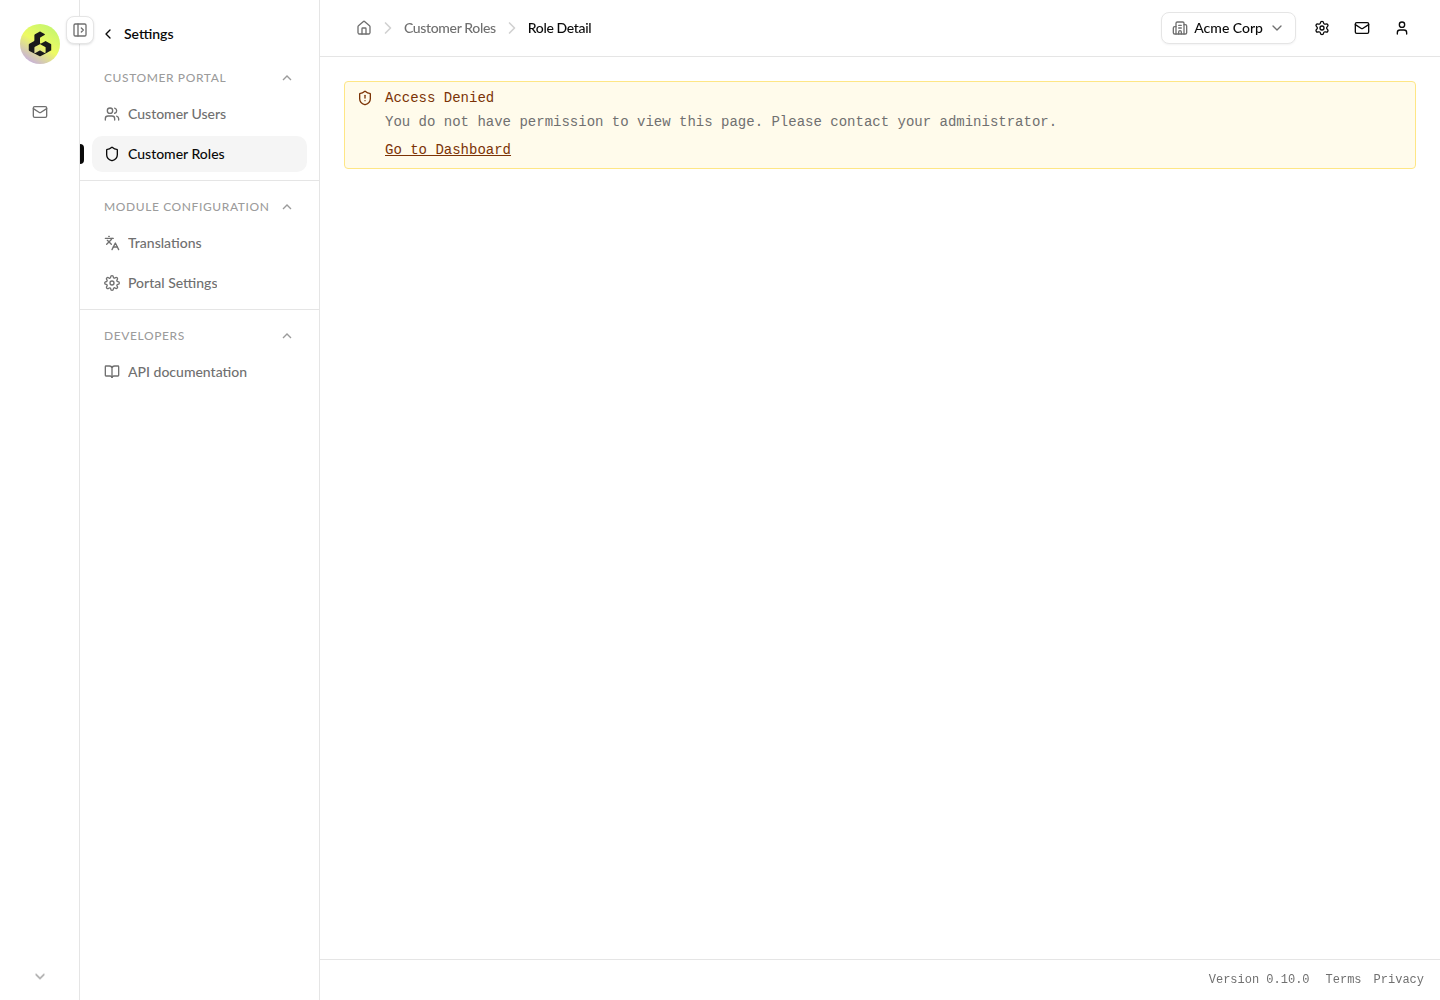 Settings
CUSTOMER PORTAL
Customer Users
Customer Roles
MODULE CONFIGURATION
Translations
Portal Settings
DEVELOPERS
API documentation
Customer Roles
Role Detail
Acme Corp
Access Denied
You do not have permission to view this page. Please contact your administrator.
Go to Dashboard
Version 0.10.0 Terms Privacy